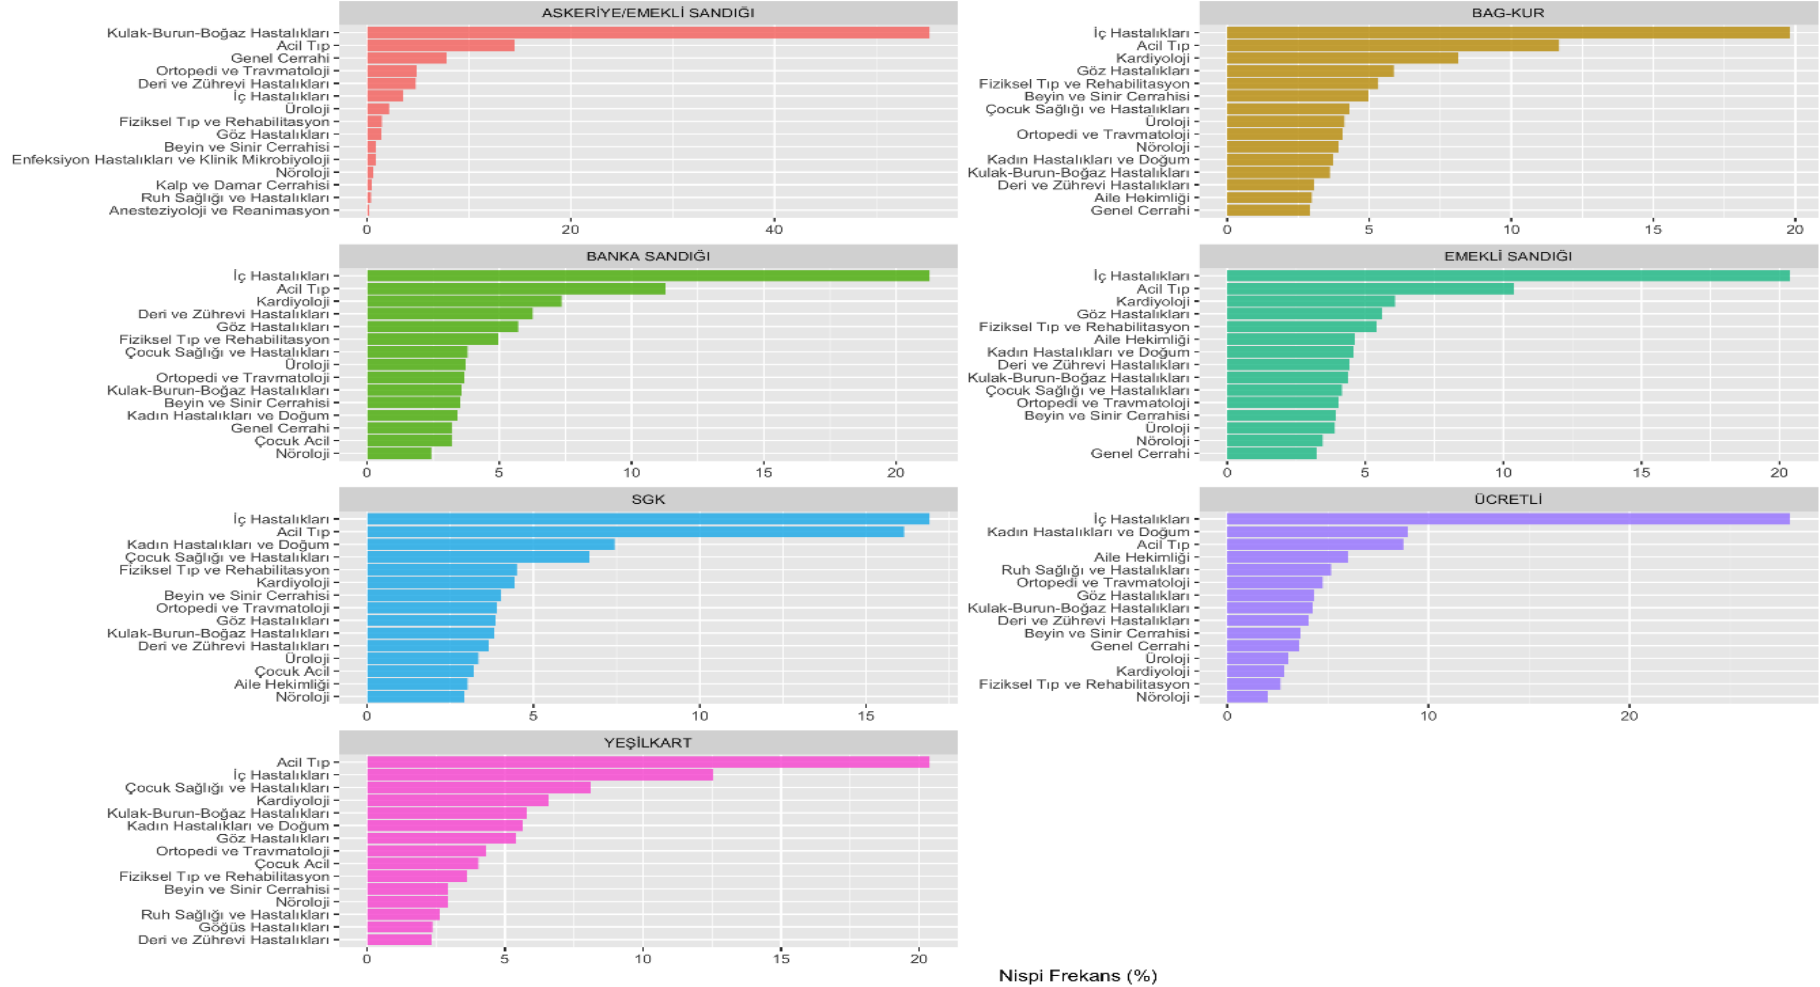 ASKERİYE/EMEKLİ SANDIĞI
Kulak-Burun-Boğaz Hastalıkları
Acil Tıp
Genel Cerrahi
Ortopedi ve Travmatoloji
Deri ve Zührevi Hastalıkları
İç Hastalıkları
Üroloji
Fiziksel Tıp ve Rehabilitasyon
Göz Hastalıkları
Beyin ve Sinir Cerrahisi
Enfeksiyon Hastalıkları ve Klinik Mikrobiyoloji
Nöroloji
Kalp ve Damar Cerrahisi
Ruh Sağlığı ve Hastalıkları
Anesteziyoloji ve Reanimasyon
0 20 40
BAG-KUR
İç Hastalıkları
Acil Tıp
Kardiyoloji
Göz Hastalıkları
Fiziksel Tıp ve Rehabilitasyon
Beyin ve Sinir Cerrahisi
Çocuk Sağlığı ve Hastalıkları
Üroloji
Ortopedi ve Travmatoloji
Nöroloji
Kadın Hastalıkları ve Doğum
Kulak-Burun-Boğaz Hastalıkları
Deri ve Zührevi Hastalıkları
Aile Hekimliği
Genel Cerrahi
0 5 10 15 20
BANKA SANDIĞI
İç Hastalıkları
Acil Tıp
Kardiyoloji
Deri ve Zührevi Hastalıkları
Göz Hastalıkları
Fiziksel Tıp ve Rehabilitasyon
Çocuk Sağlığı ve Hastalıkları
Üroloji
Ortopedi ve Travmatoloji
Kulak-Burun-Boğaz Hastalıkları
Beyin ve Sinir Cerrahisi
Kadın Hastalıkları ve Doğum
Genel Cerrahi
Çocuk Acil
Nöroloji
0 5 10 15 20
EMEKLİ SANDIĞI
İç Hastalıkları
Acil Tıp
Kardiyoloji
Göz Hastalıkları
Fiziksel Tıp ve Rehabilitasyon
Aile Hekimliği
Kadın Hastalıkları ve Doğum
Deri ve Zührevi Hastalıkları
Kulak-Burun-Boğaz Hastalıkları
Çocuk Sağlığı ve Hastalıkları
Ortopedi ve Travmatoloji
Beyin ve Sinir Cerrahisi
Üroloji
Nöroloji
Genel Cerrahi
0 5 10 15 20
SGK
İç Hastalıkları
Acil Tıp
Kadın Hastalıkları ve Doğum
Çocuk Sağlığı ve Hastalıkları
Fiziksel Tıp ve Rehabilitasyon
Kardiyoloji
Beyin ve Sinir Cerrahisi
Ortopedi ve Travmatoloji
Göz Hastalıkları
Kulak-Burun-Boğaz Hastalıkları
Deri ve Zührevi Hastalıkları
Üroloji
Çocuk Acil
Aile Hekimliği
Nöroloji
0 5 10 15
ÜCRETLİ
İç Hastalıkları
Kadın Hastalıkları ve Doğum
Acil Tıp
Aile Hekimliği
Ruh Sağlığı ve Hastalıkları
Ortopedi ve Travmatoloji
Göz Hastalıkları
Kulak-Burun-Boğaz Hastalıkları
Deri ve Zührevi Hastalıkları
Beyin ve Sinir Cerrahisi
Genel Cerrahi
Üroloji
Kardiyoloji
Fiziksel Tıp ve Rehabilitasyon
Nöroloji
0 10 20
YEŞİLKART
Acil Tıp
İç Hastalıkları
Çocuk Sağlığı ve Hastalıkları
Kardiyoloji
Kulak-Burun-Boğaz Hastalıkları
Kadın Hastalıkları ve Doğum
Göz Hastalıkları
Ortopedi ve Travmatoloji
Çocuk Acil
Fiziksel Tıp ve Rehabilitasyon
Beyin ve Sinir Cerrahisi
Nöroloji
Ruh Sağlığı ve Hastalıkları
Göğüs Hastalıkları
Deri ve Zührevi Hastalıkları
0 5 10 15 20
Nispi Frekans (%)